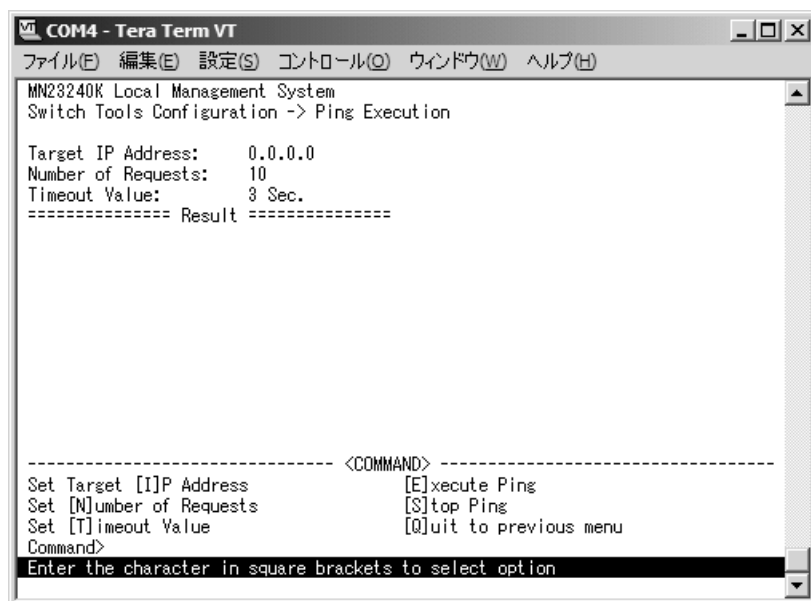 COM4 - Tera Term VT
ファイル(F) 編集(E) 設定(S) コントロール(O) ウィンドウ(W) ヘルプ(H)
MN23240K Local Management System
Switch Tools Configuration -> Ping Execution
Target IP Address: 0.0.0.0
Number of Requests: 10
Timeout Value: 3 Sec.
=============== Result ===============
-------------------------------- <COMMAND> -----------------------------------
Set Target [I]P Address [E]xecute Ping
Set [N]umber of Requests [S]top Ping
Set [T]imeout Value [Q]uit to previous menu
Command>
Enter the character in square brackets to select option